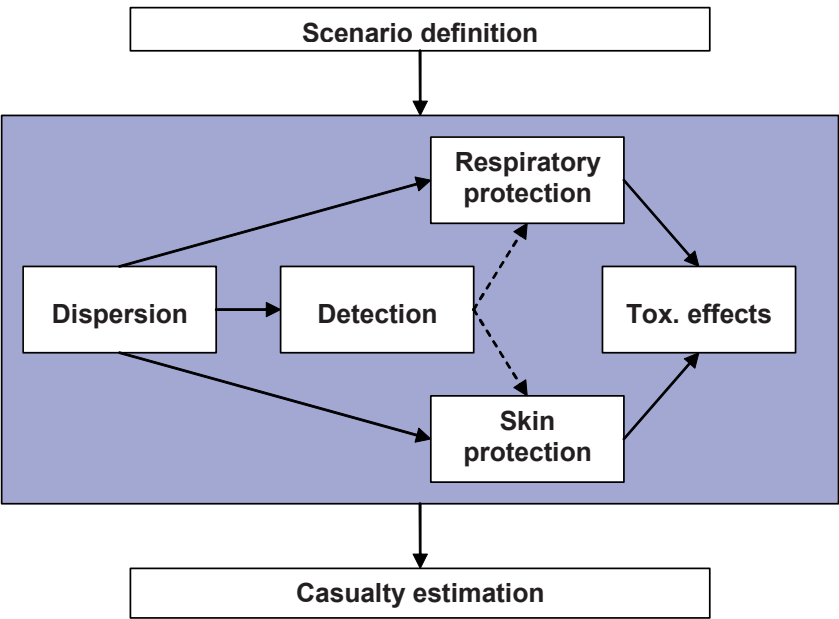 Scenario definition
Respiratory
protection
Dispersion
Detection
Tox. effects
Skin
protection
Casualty estimation